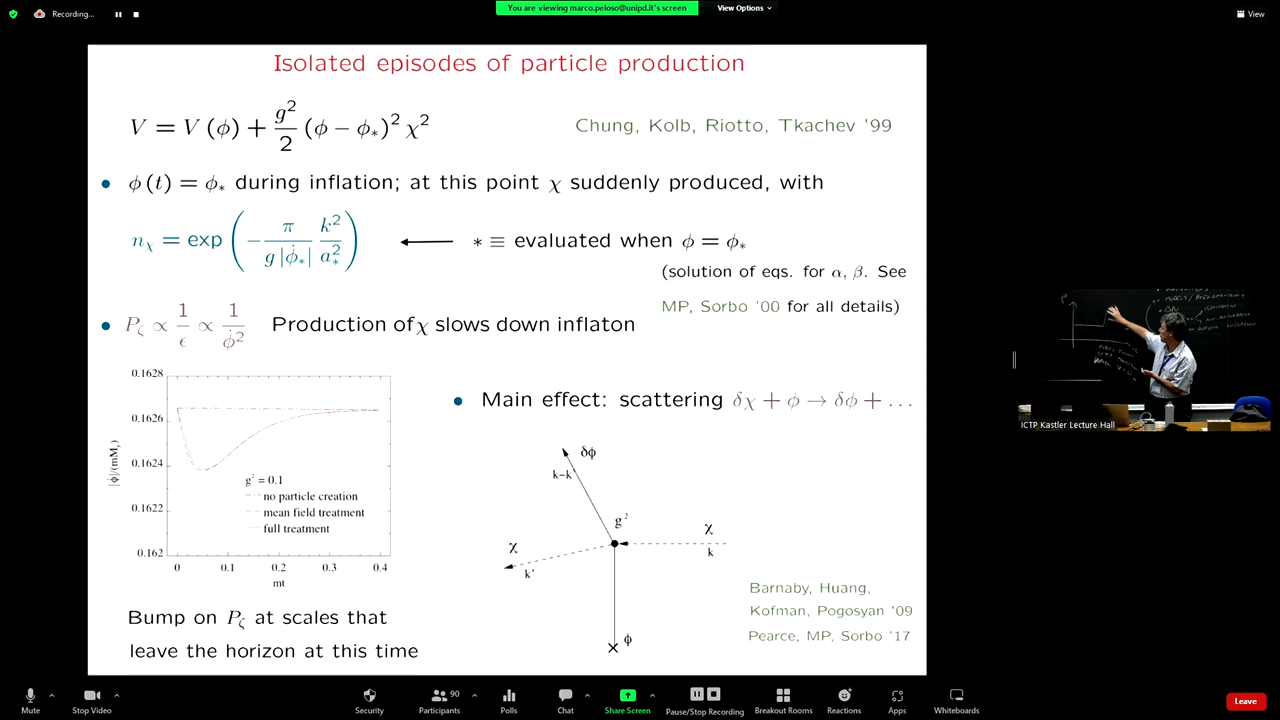 Recording...
You are viewing marco.peloso@unipd.it's screen
View Options
View
Isolated episodes of particle production
V = V (ϕ) + g²/2 (ϕ − ϕ*)² χ²
Chung, Kolb, Riotto, Tkachev '99
• ϕ (t) = ϕ* during inflation; at this point χ suddenly produced, with
n_χ = exp ( − π / g |ϕ̇*| k² / a*² ) ← * ≡ evaluated when ϕ = ϕ*
(solution of eqs. for α, β. See
MP, Sorbo '00 for all details)
• P_ζ ∝ 1/ϵ ∝ 1/ϕ̇² Production of χ slows down inflaton
0.1628
0.1626
0.1624
0.1622
0.162
|ϕ̇|/(mM_p)
g² = 0.1
no particle creation
mean field treatment
full treatment
0 0.1 0.2 0.3 0.4
mt
Bump on P_ζ at scales that
leave the horizon at this time
• Main effect: scattering δχ + ϕ → δϕ + ...
δϕ
k−k'
g²
χ
k
χ
k'
ϕ
Barnaby, Huang,
Kofman, Pogosyan '09
Pearce, MP, Sorbo '17
ICTP Kastler Lecture Hall
Mute
Stop Video
Security
90
Participants
Polls
Chat
Share Screen
Pause/Stop Recording
Breakout Rooms
Reactions
Apps
Whiteboards
Leave